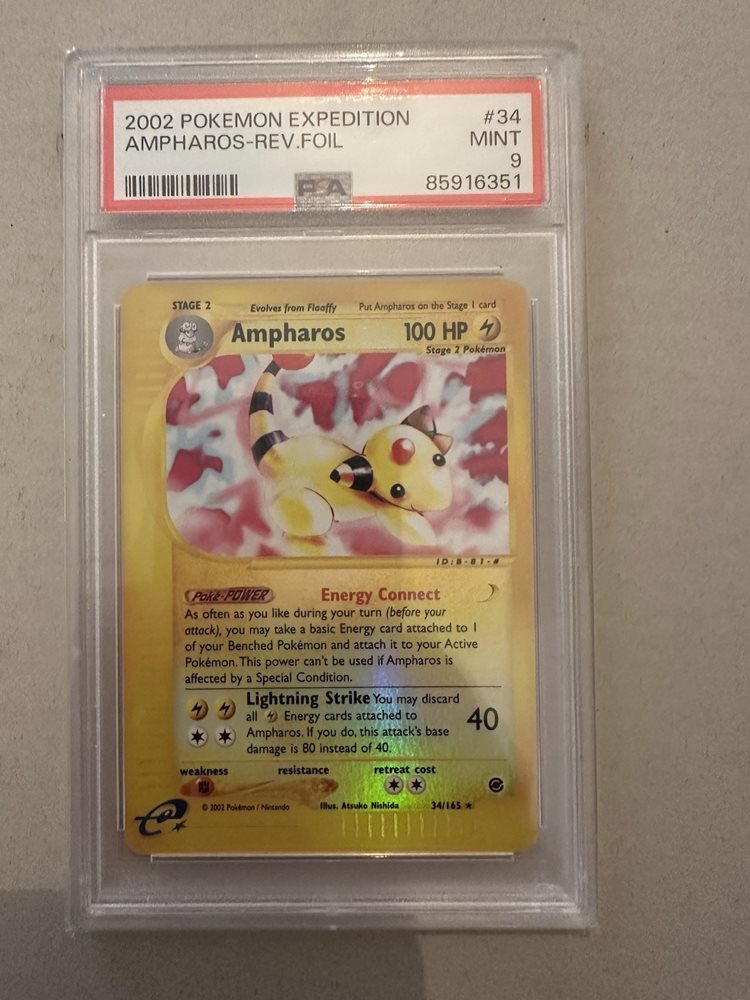 2002 POKEMON EXPEDITION #34
AMPHAROS-REV.FOIL MINT
9
PSA 85916351
STAGE 2 Evolves from Flaaffy Put Ampharos on the Stage 1 card
Ampharos 100 HP
Stage 2 Pokémon
ID:B-81-#
Poké-POWER Energy Connect
As often as you like during your turn (before your
attack), you may take a basic Energy card attached to 1
of your Benched Pokémon and attach it to your Active
Pokémon. This power can't be used if Ampharos is
affected by a Special Condition.
Lightning Strike You may discard
all Energy cards attached to
Ampharos. If you do, this attack's base
damage is 80 instead of 40.
40
weakness resistance retreat cost
© 2002 Pokémon / Nintendo Illus. Atsuko Nishida 34/165 ★
e